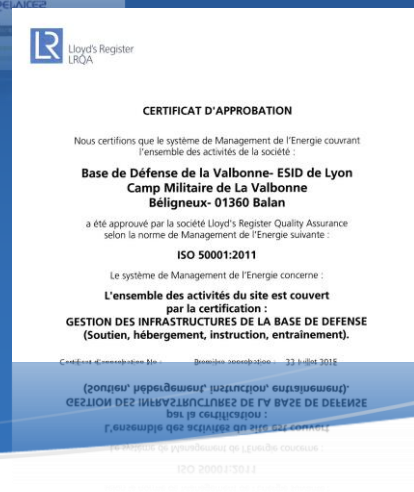 Lloyd's Register
LRQA
CERTIFICAT D'APPROBATION
Nous certifions que le système de Management de l'Energie couvrant
l'ensemble des activités de la société :
Base de Défense de la Valbonne- ESID de Lyon
Camp Militaire de La Valbonne
Béligneux- 01360 Balan
a été approuvé par la société Lloyd's Register Quality Assurance
selon la norme de Management de l'Energie suivante :
ISO 50001:2011
Le système de Management de l'Energie concerne :
L'ensemble des activités du site est couvert
par la certification :
GESTION DES INFRASTRUCTURES DE LA BASE DE DEFENSE
(Soutien, hébergement, instruction, entraînement).